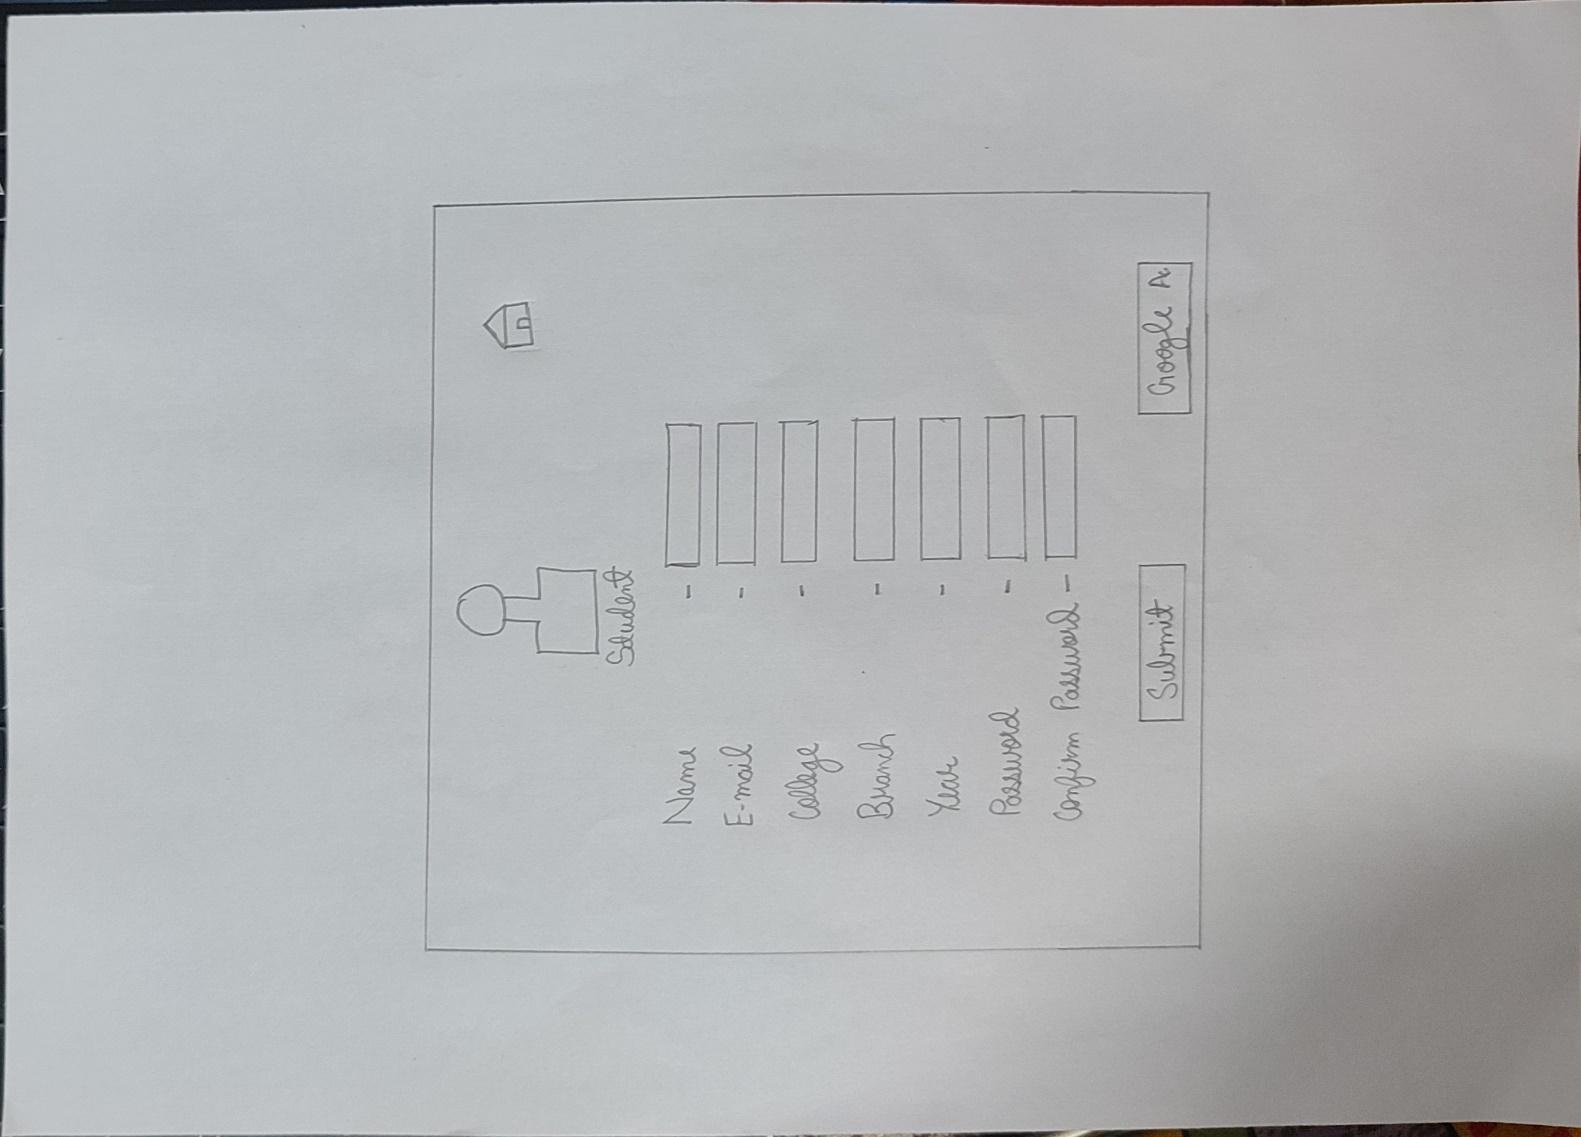 Student
Name -
E-mail -
College -
Branch -
Year -
Password -
Confirm Password -
Submit
Google A/c